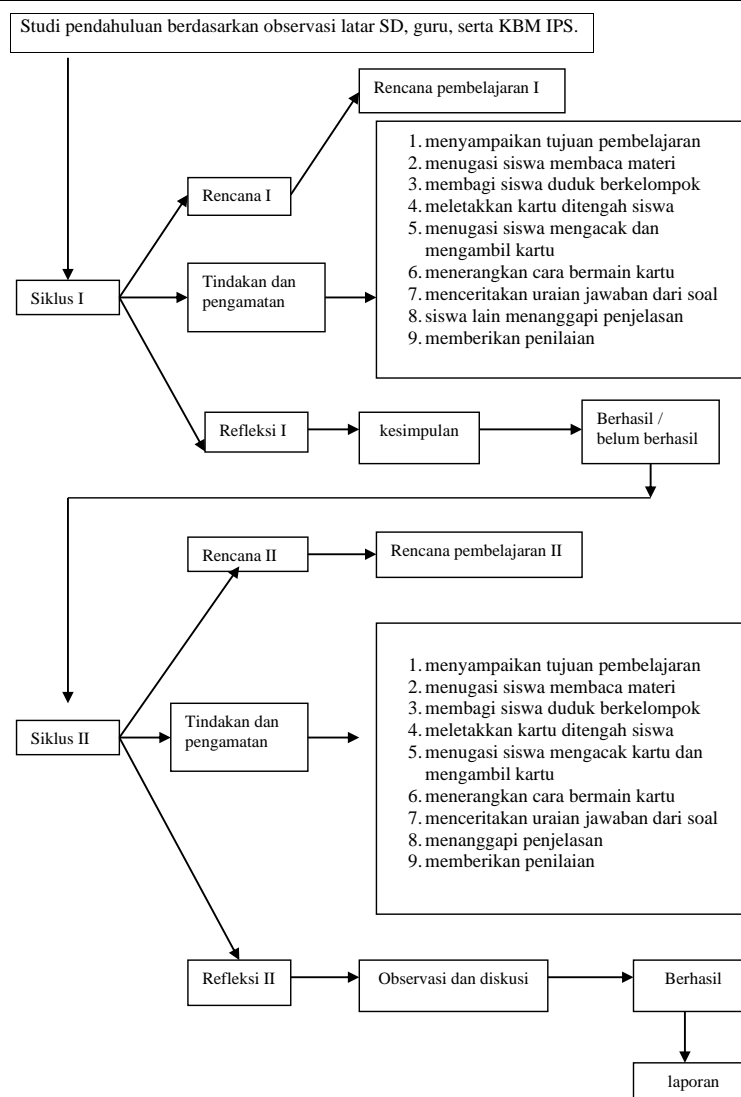 Studi pendahuluan berdasarkan observasi latar SD, guru, serta KBM IPS.
Rencana pembelajaran I
Rencana I
1. menyampaikan tujuan pembelajaran
2. menugasi siswa membaca materi
3. membagi siswa duduk berkelompok
4. meletakkan kartu ditengah siswa
5. menugasi siswa mengacak dan
mengambil kartu
6. menerangkan cara bermain kartu
7. menceritakan uraian jawaban dari soal
8. siswa lain menanggapi penjelasan
9. memberikan penilaian
Siklus I
Tindakan dan
pengamatan
Refleksi I
kesimpulan
Berhasil /
belum berhasil
Rencana II
Rencana pembelajaran II
Siklus II
Tindakan dan
pengamatan
1. menyampaikan tujuan pembelajaran
2. menugasi siswa membaca materi
3. membagi siswa duduk berkelompok
4. meletakkan kartu ditengah siswa
5. menugasi siswa mengacak kartu dan
mengambil kartu
6. menerangkan cara bermain kartu
7. menceritakan uraian jawaban dari soal
8. menanggapi penjelasan
9. memberikan penilaian
Refleksi II
Observasi dan diskusi
Berhasil
laporan